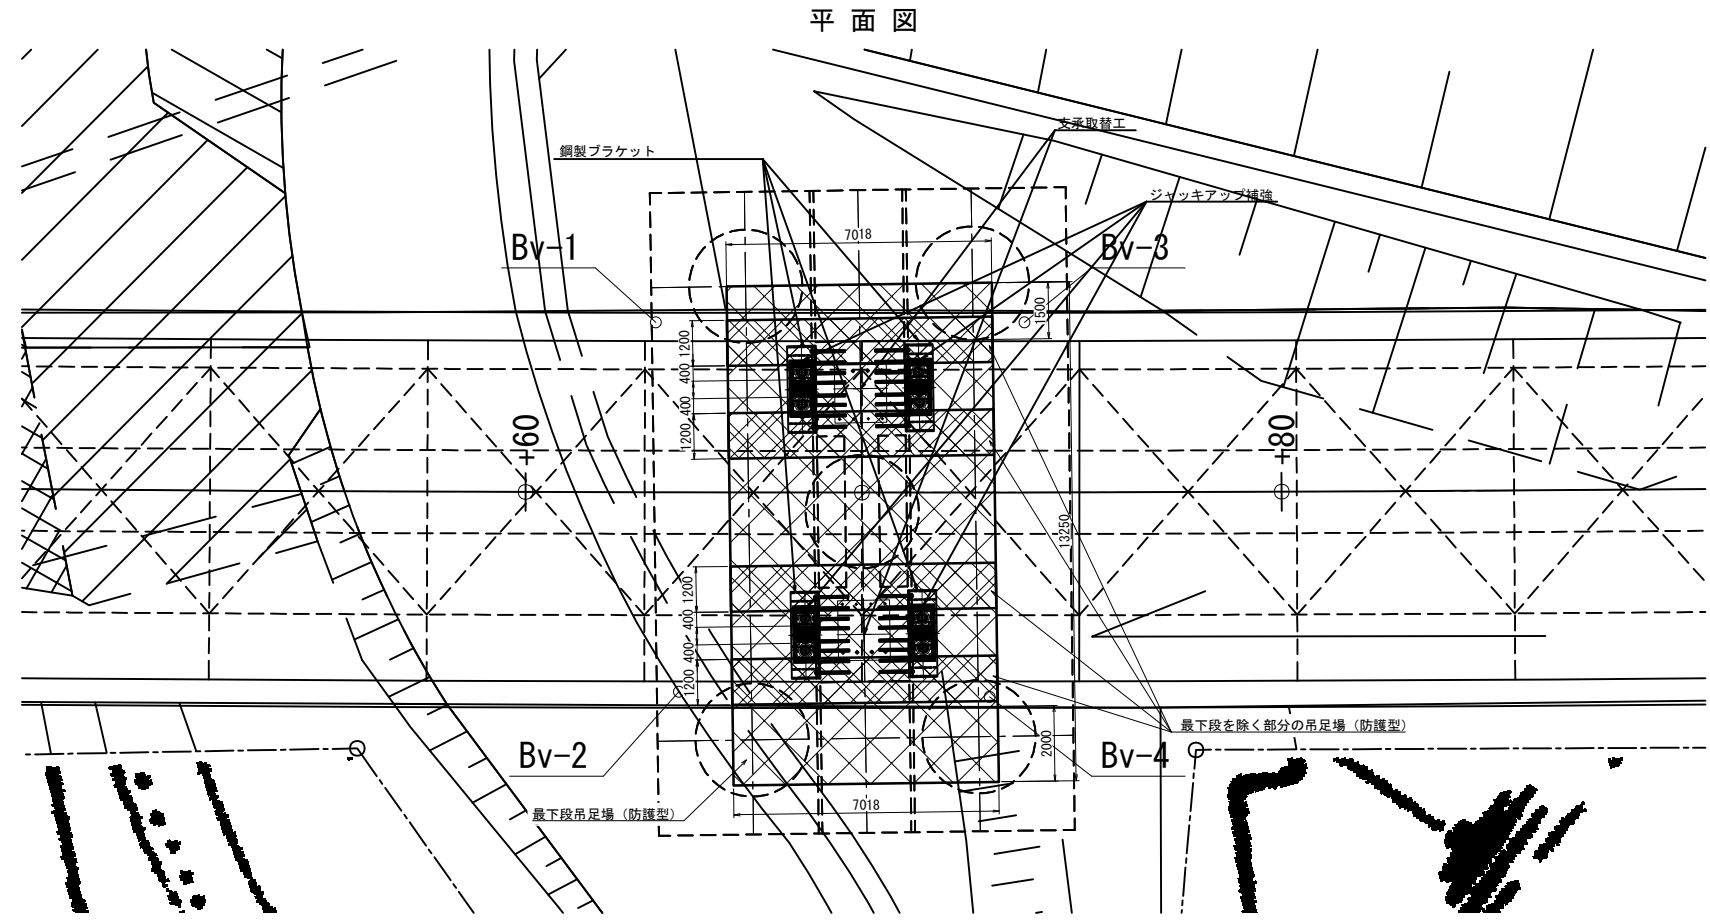 平面図
支承取替工
鋼製ブラケット
ジャッキアップ補強
7018
Bv-1
Bv-3
1500
1200
400
400
1200
+60
+80
13250
1200
400
400
1200
最下段を除く部分の吊足場（防護型）
2000
Bv-2
Bv-4
7018
最下段吊足場（防護型）